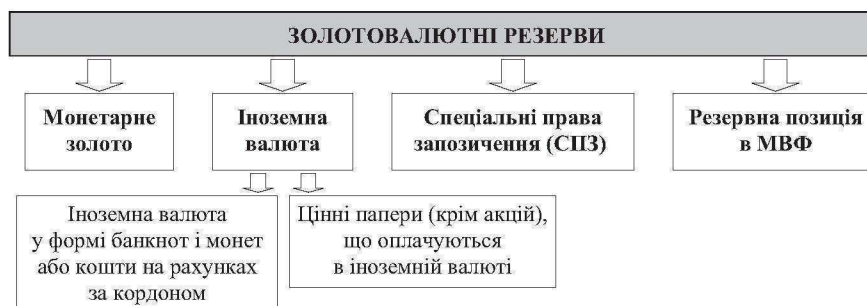 ЗОЛОТОВАЛЮТНІ РЕЗЕРВИ
Монетарне
золото
Іноземна
валюта
Спеціальні права
запозичення (СПЗ)
Резервна позиція
в МВФ
Іноземна валюта
у формі банкнот і монет
або кошти на рахунках
за кордоном
Цінні папери (крім акцій),
що оплачуються
в іноземній валюті